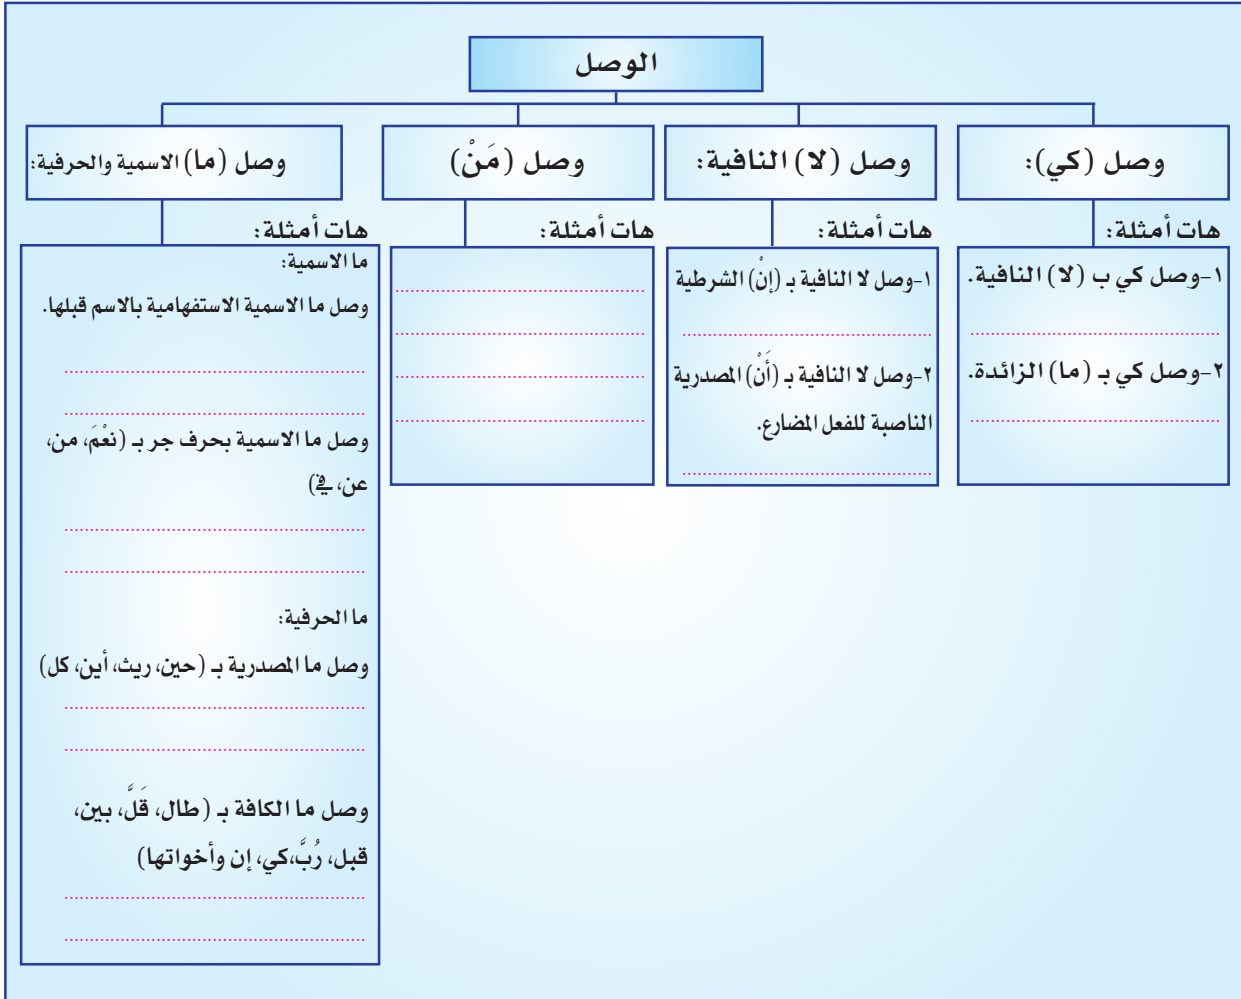 الوصل
وصل (كي):
هات أمثلة:
١-وصل كي ب (لا) النافية.
٢-وصل كي بـ (ما) الزائدة.
وصل (لا) النافية:
هات أمثلة:
١-وصل لا النافية بـ (إنْ) الشرطية
٢-وصل لا النافية بـ (أَنْ) المصدرية
الناصبة للفعل المضارع.
وصل (مَنْ)
هات أمثلة:
وصل (ما) الاسمية والحرفية:
هات أمثلة:
ما الاسمية:
وصل ما الاسمية الاستفهامية بالاسم قبلها.
وصل ما الاسمية بحرف جر بـ (نعْمَ، من،
عن، في)
ما الحرفية:
وصل ما المصدرية بـ (حين، ريث، أين، كل)
وصل ما الكافة بـ (طال، قَلَّ، بين،
قبل، رُبَّ،كي، إن وأخواتها)